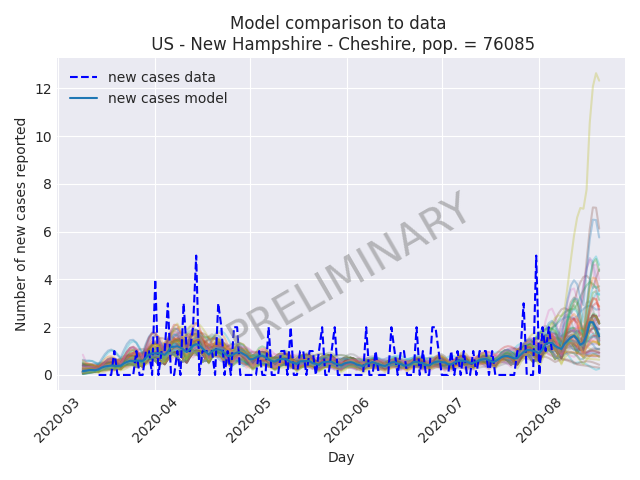 Model comparison to data
US - New Hampshire - Cheshire, pop. = 76085
new cases data
new cases model
12
10
8
6
4
2
0
Number of new cases reported
PRELIMINARY
2020-03
2020-04
2020-05
2020-06
2020-07
2020-08
Day